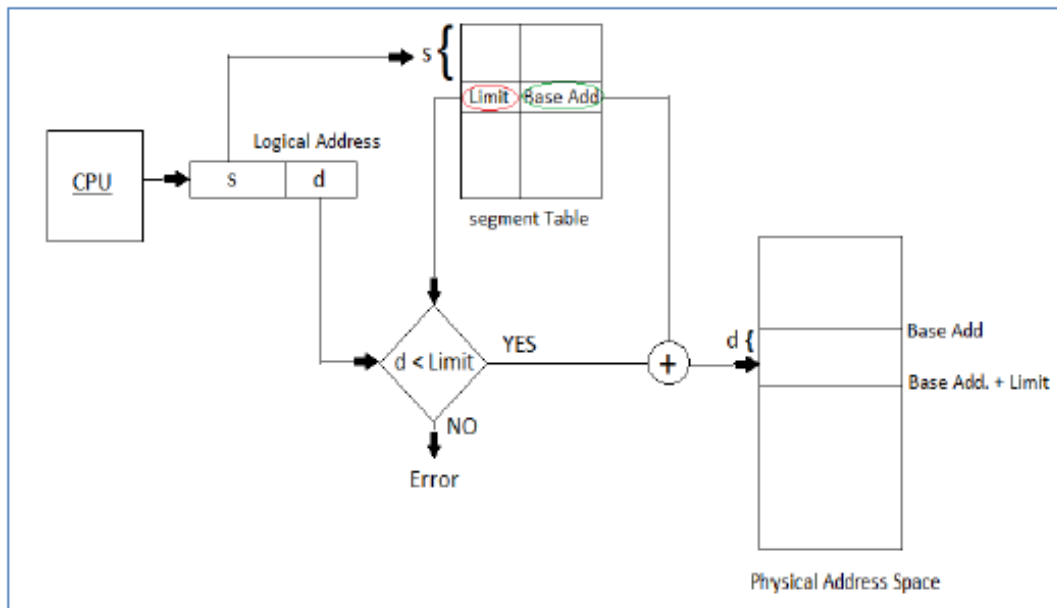 s {
Limit
Base Add
Logical Address
CPU
s
d
segment Table
d < Limit
YES
NO
Error
+
d {
Base Add
Base Add. + Limit
Physical Address Space